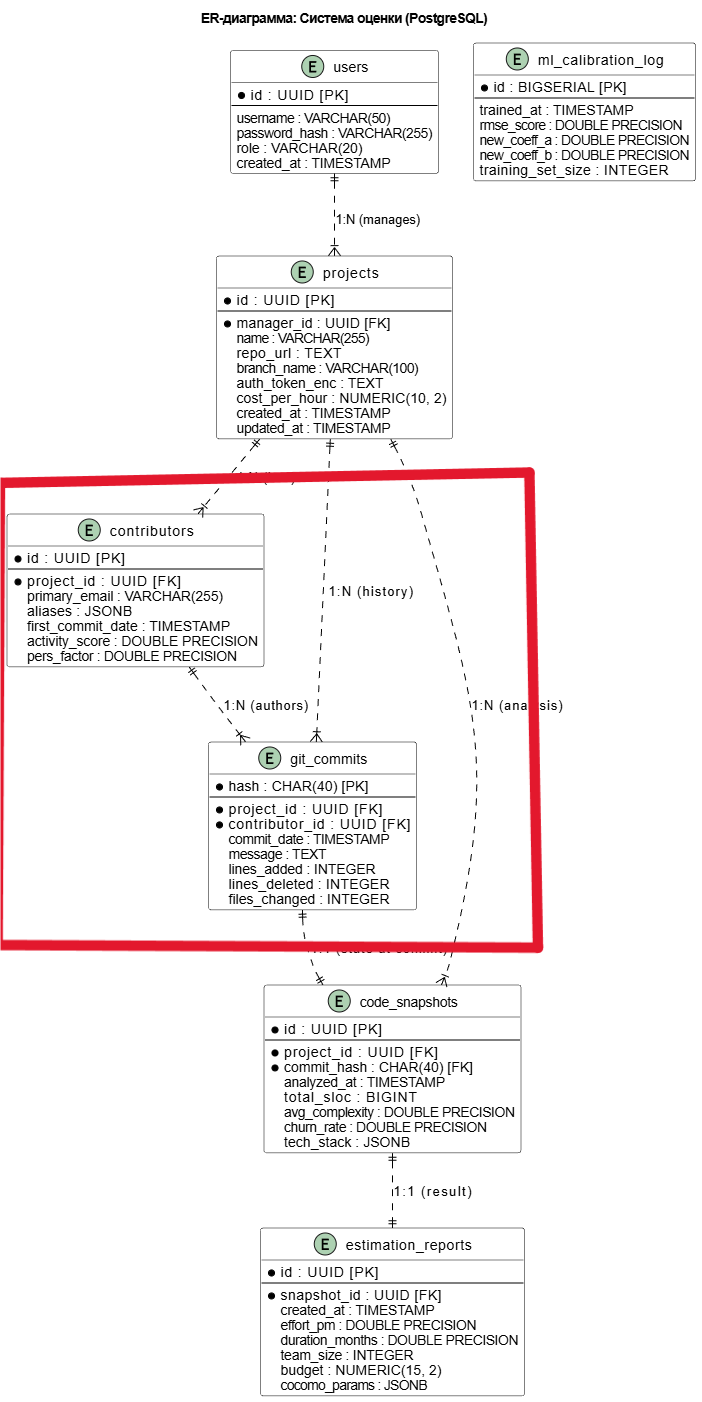 ER-диаграмма: Система оценки (PostgreSQL)
E users
id : UUID [PK]
username : VARCHAR(50)
password_hash : VARCHAR(255)
role : VARCHAR(20)
created_at : TIMESTAMP
E ml_calibration_log
id : BIGSERIAL [PK]
trained_at : TIMESTAMP
rmse_score : DOUBLE PRECISION
new_coeff_a : DOUBLE PRECISION
new_coeff_b : DOUBLE PRECISION
training_set_size : INTEGER
1:N (manages)
E projects
id : UUID [PK]
manager_id : UUID [FK]
name : VARCHAR(255)
repo_url : TEXT
branch_name : VARCHAR(100)
auth_token_enc : TEXT
cost_per_hour : NUMERIC(10, 2)
created_at : TIMESTAMP
updated_at : TIMESTAMP
E contributors
id : UUID [PK]
project_id : UUID [FK]
primary_email : VARCHAR(255)
aliases : JSONB
first_commit_date : TIMESTAMP
activity_score : DOUBLE PRECISION
pers_factor : DOUBLE PRECISION
1:N (history)
1:N (authors)
1:N (analysis)
E git_commits
hash : CHAR(40) [PK]
project_id : UUID [FK]
contributor_id : UUID [FK]
commit_date : TIMESTAMP
message : TEXT
lines_added : INTEGER
lines_deleted : INTEGER
files_changed : INTEGER
E code_snapshots
id : UUID [PK]
project_id : UUID [FK]
commit_hash : CHAR(40) [FK]
analyzed_at : TIMESTAMP
total_sloc : BIGINT
avg_complexity : DOUBLE PRECISION
churn_rate : DOUBLE PRECISION
tech_stack : JSONB
1:1 (result)
E estimation_reports
id : UUID [PK]
snapshot_id : UUID [FK]
created_at : TIMESTAMP
effort_pm : DOUBLE PRECISION
duration_months : DOUBLE PRECISION
team_size : INTEGER
budget : NUMERIC(15, 2)
cocomo_params : JSONB